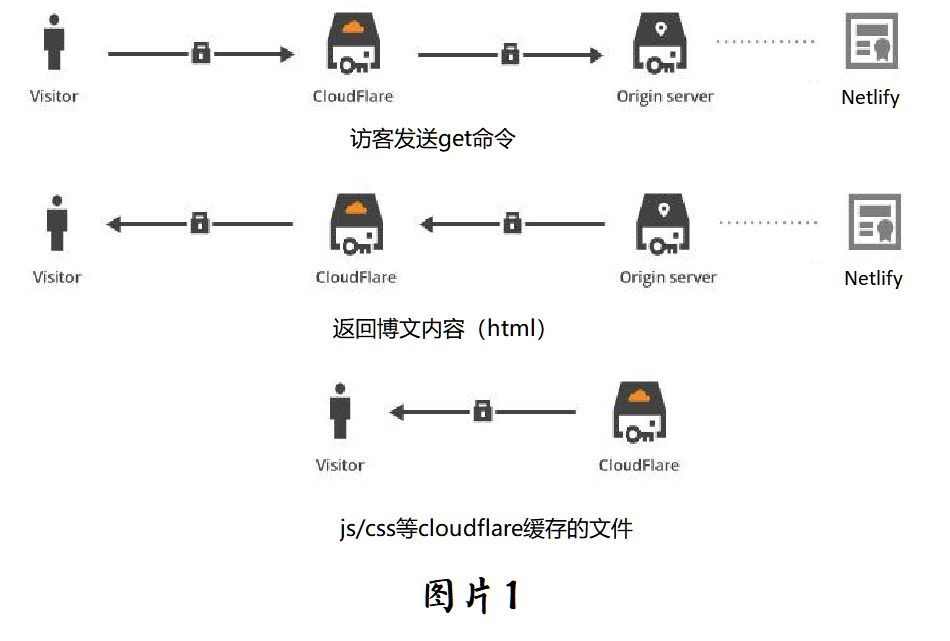 Visitor CloudFlare Origin server Netlify
访客发送get命令
Visitor CloudFlare Origin server Netlify
返回博文内容（html）
Visitor CloudFlare
js/css等cloudflare缓存的文件
图片1